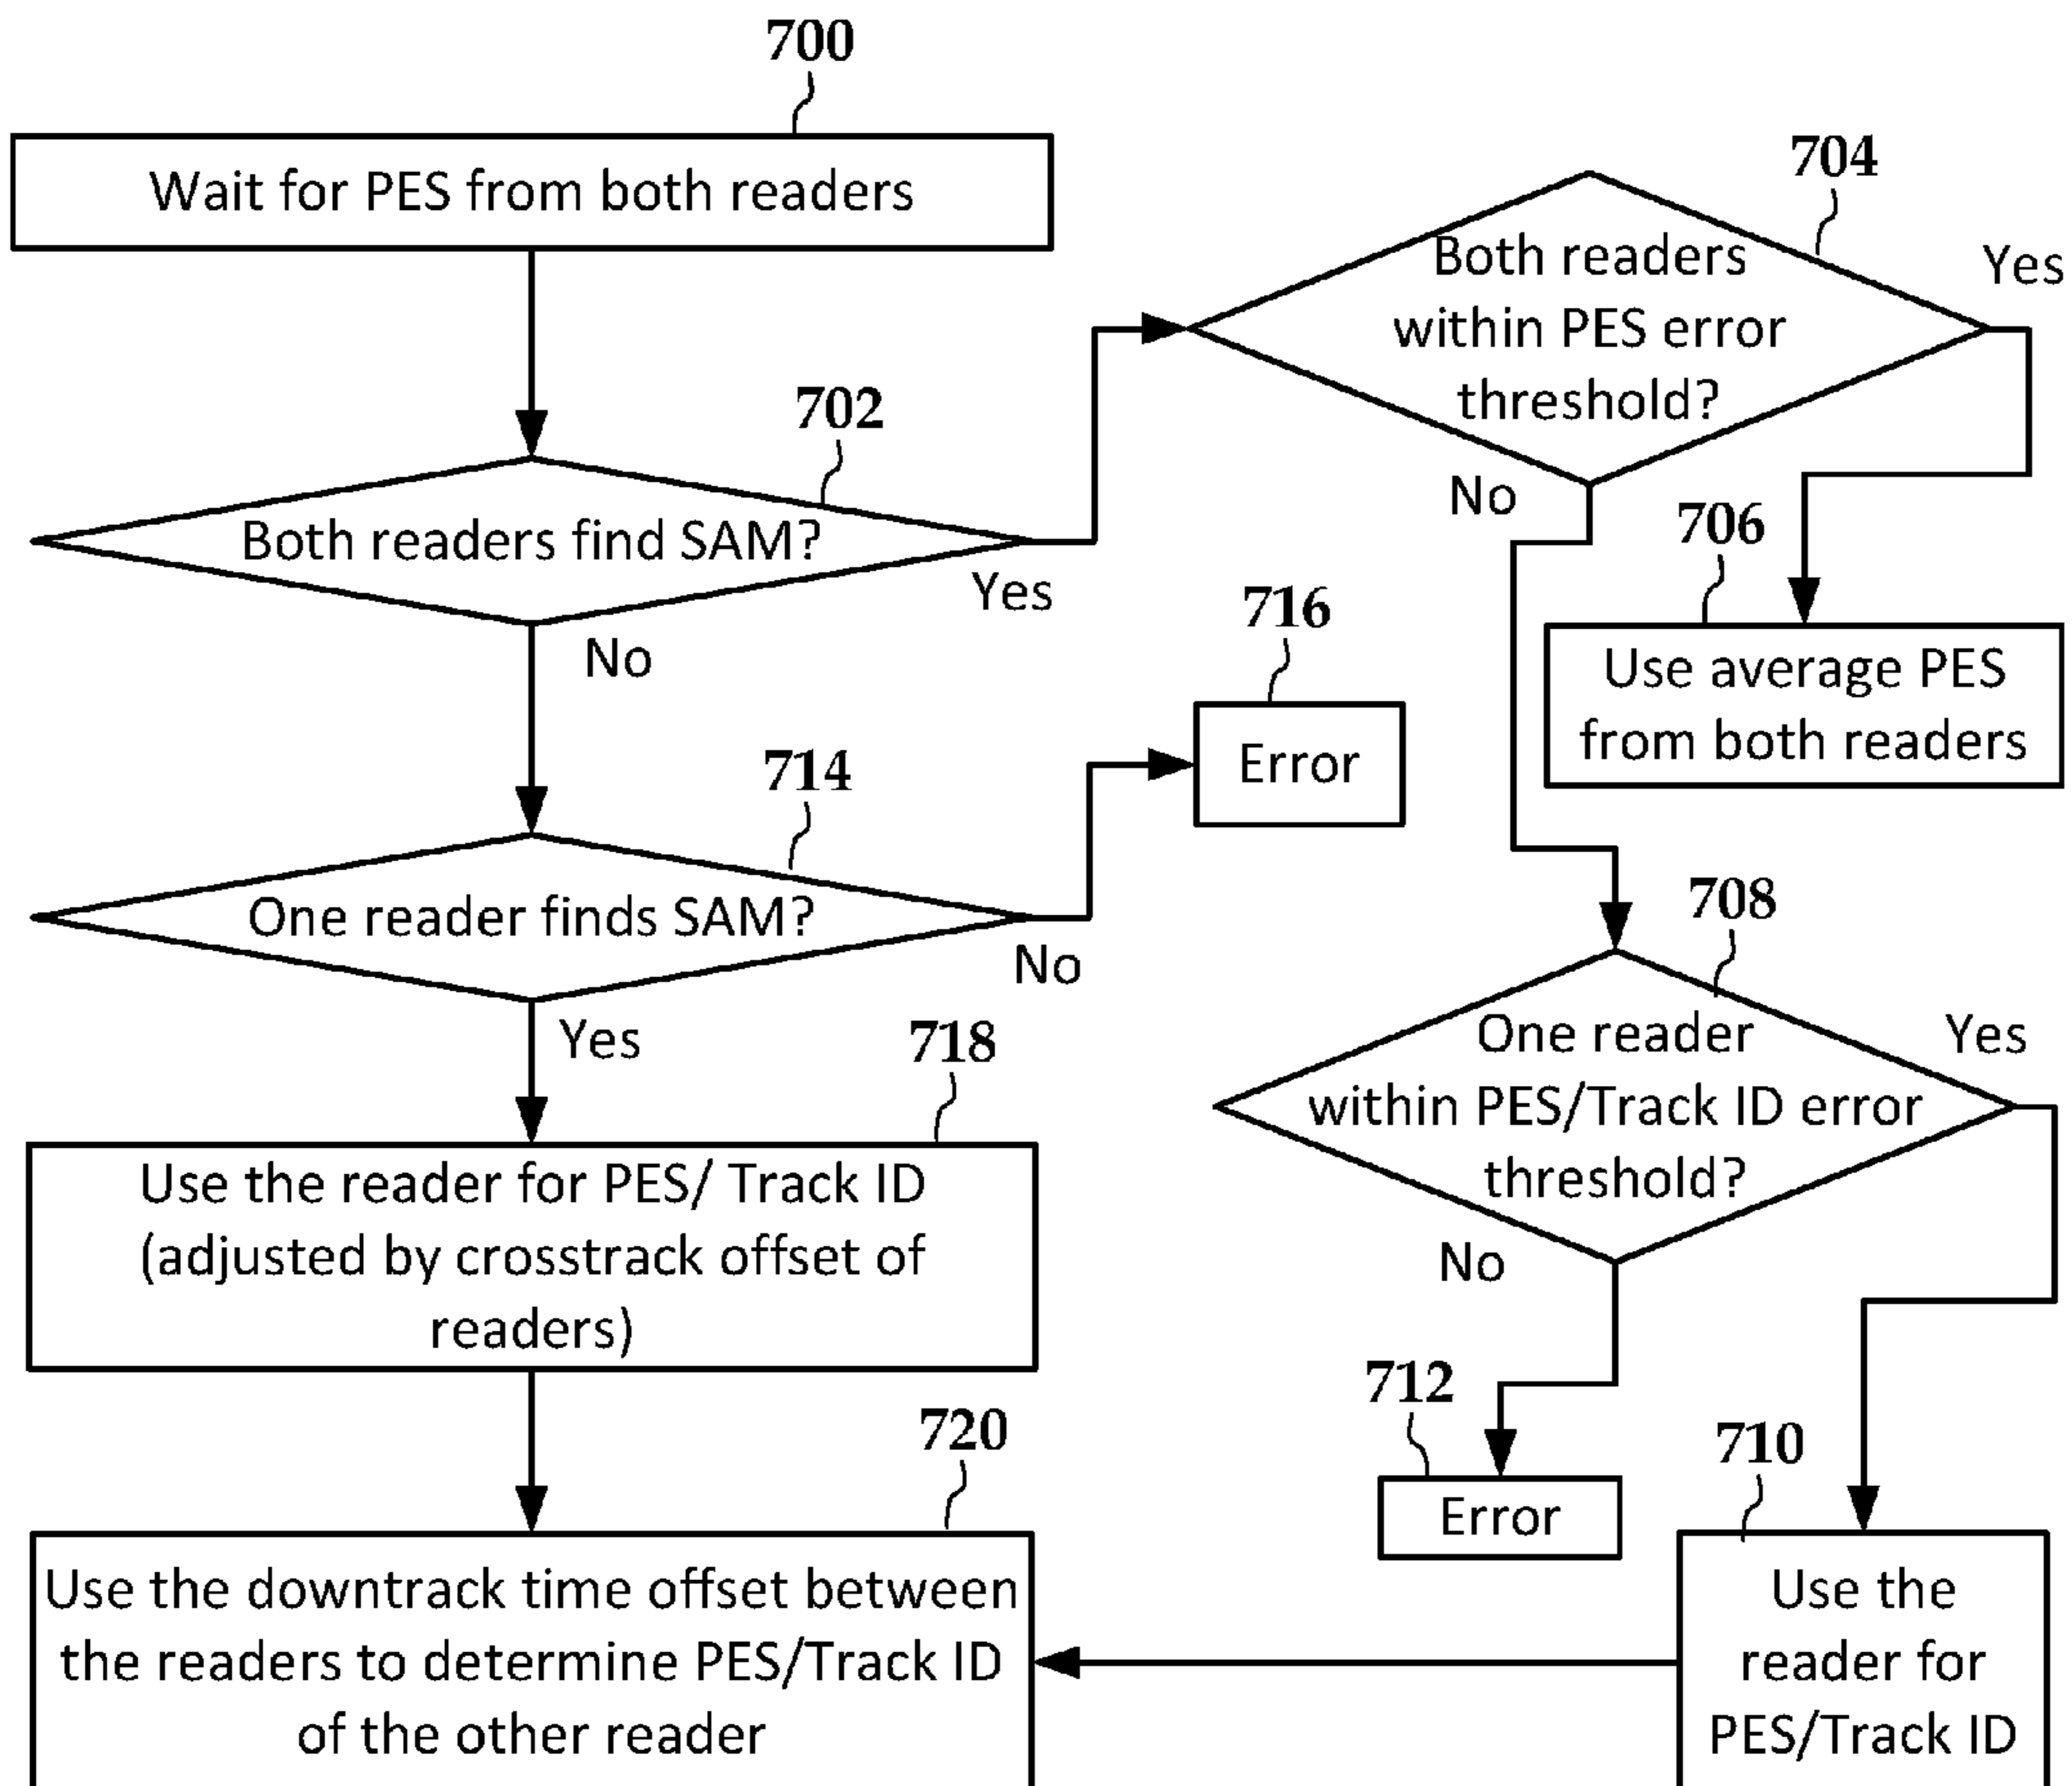 700
Wait for PES from both readers
704
Both readers
within PES error
threshold?
Yes
No
702
Both readers find SAM?
Yes
No
706
Use average PES
from both readers
716
Error
714
One reader finds SAM?
No
Yes
708
One reader
within PES/Track ID error
threshold?
Yes
No
718
Use the reader for PES/ Track ID
(adjusted by crosstrack offset of
readers)
712
Error
710
Use the
reader for
PES/Track ID
720
Use the downtrack time offset between
the readers to determine PES/Track ID
of the other reader